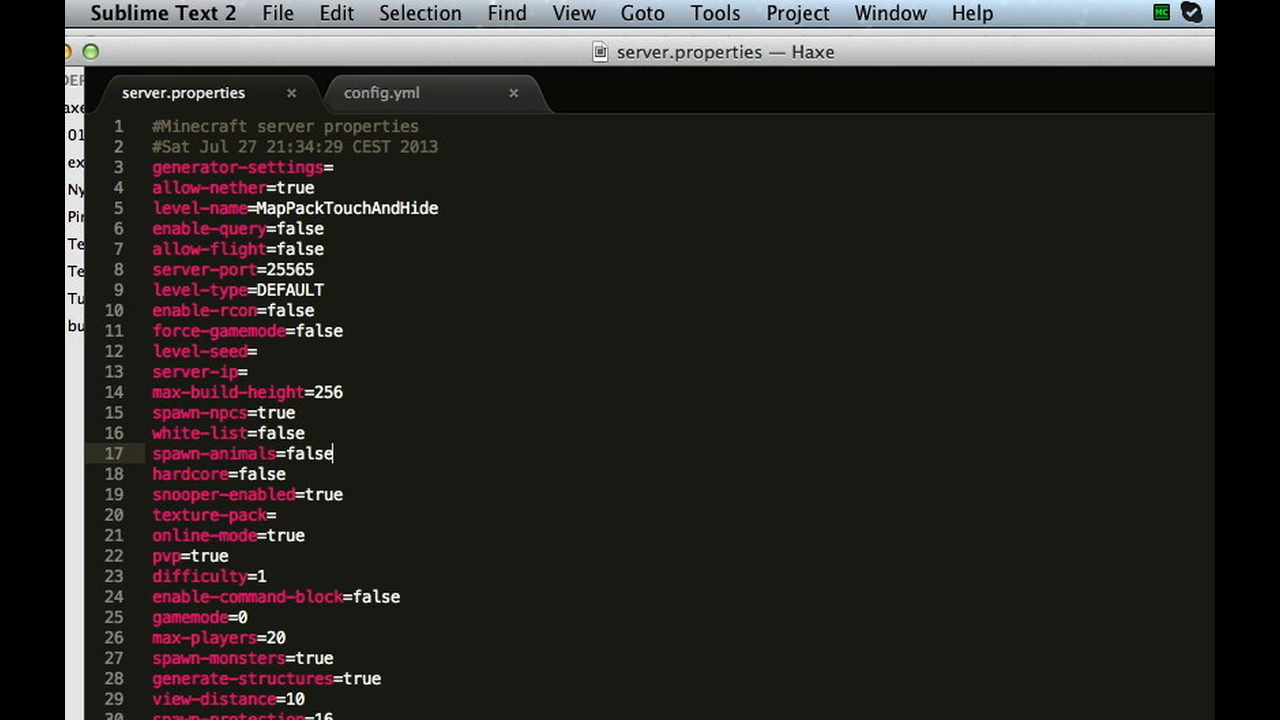 Sublime Text 2 File Edit Selection Find View Goto Tools Project Window Help
server.properties — Haxe
server.properties × config.yml ×
1 #Minecraft server properties
2 #Sat Jul 27 21:34:29 CEST 2013
3 generator-settings=
4 allow-nether=true
5 level-name=MapPackTouchAndHide
6 enable-query=false
7 allow-flight=false
8 server-port=25565
9 level-type=DEFAULT
10 enable-rcon=false
11 force-gamemode=false
12 level-seed=
13 server-ip=
14 max-build-height=256
15 spawn-npcs=true
16 white-list=false
17 spawn-animals=false
18 hardcore=false
19 snooper-enabled=true
20 texture-pack=
21 online-mode=true
22 pvp=true
23 difficulty=1
24 enable-command-block=false
25 gamemode=0
26 max-players=20
27 spawn-monsters=true
28 generate-structures=true
29 view-distance=10
30 spawn-protection=16